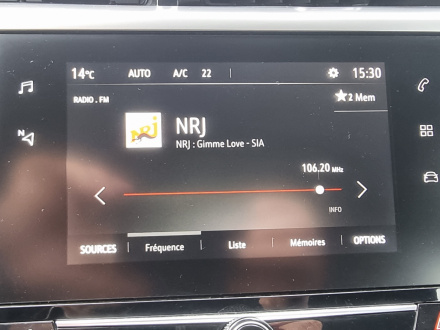 14°C AUTO A/C 22 15:30
RADIO . FM 2 Mem
N
NRJ NRJ
NRJ : Gimme Love - SIA
106.20 MHz
INFO
SOURCES Fréquence Liste Mémoires OPTIONS